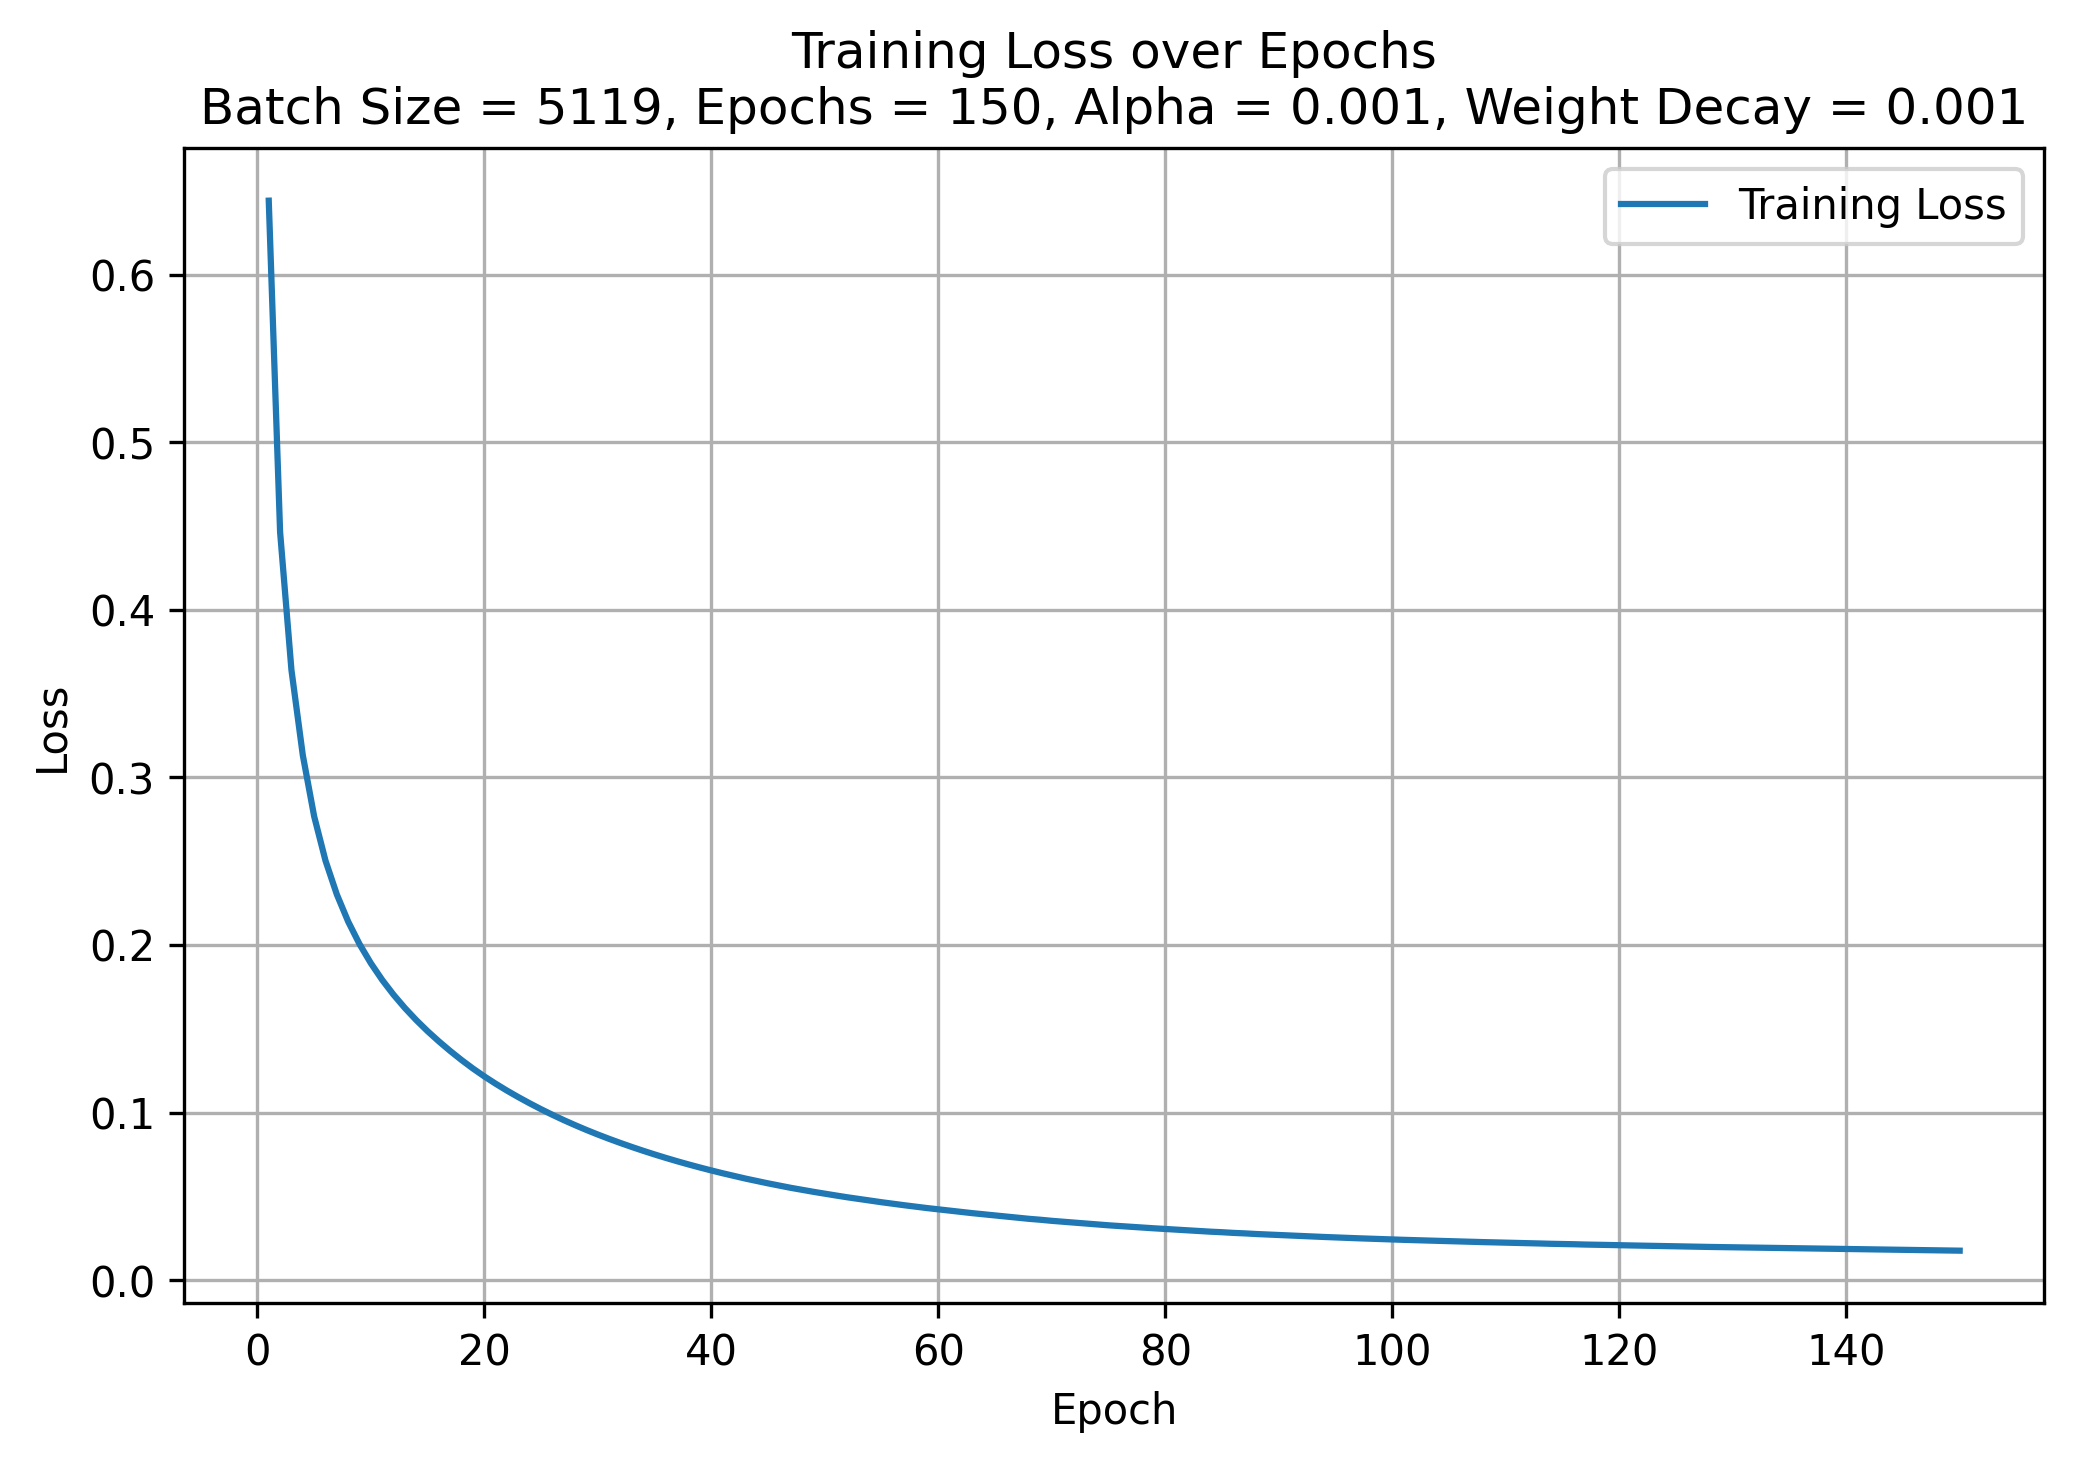 Training Loss over Epochs
Batch Size = 5119, Epochs = 150, Alpha = 0.001, Weight Decay = 0.001
Training Loss
0.6
0.5
0.4
0.3
0.2
0.1
0.0
Loss
0 20 40 60 80 100 120 140
Epoch